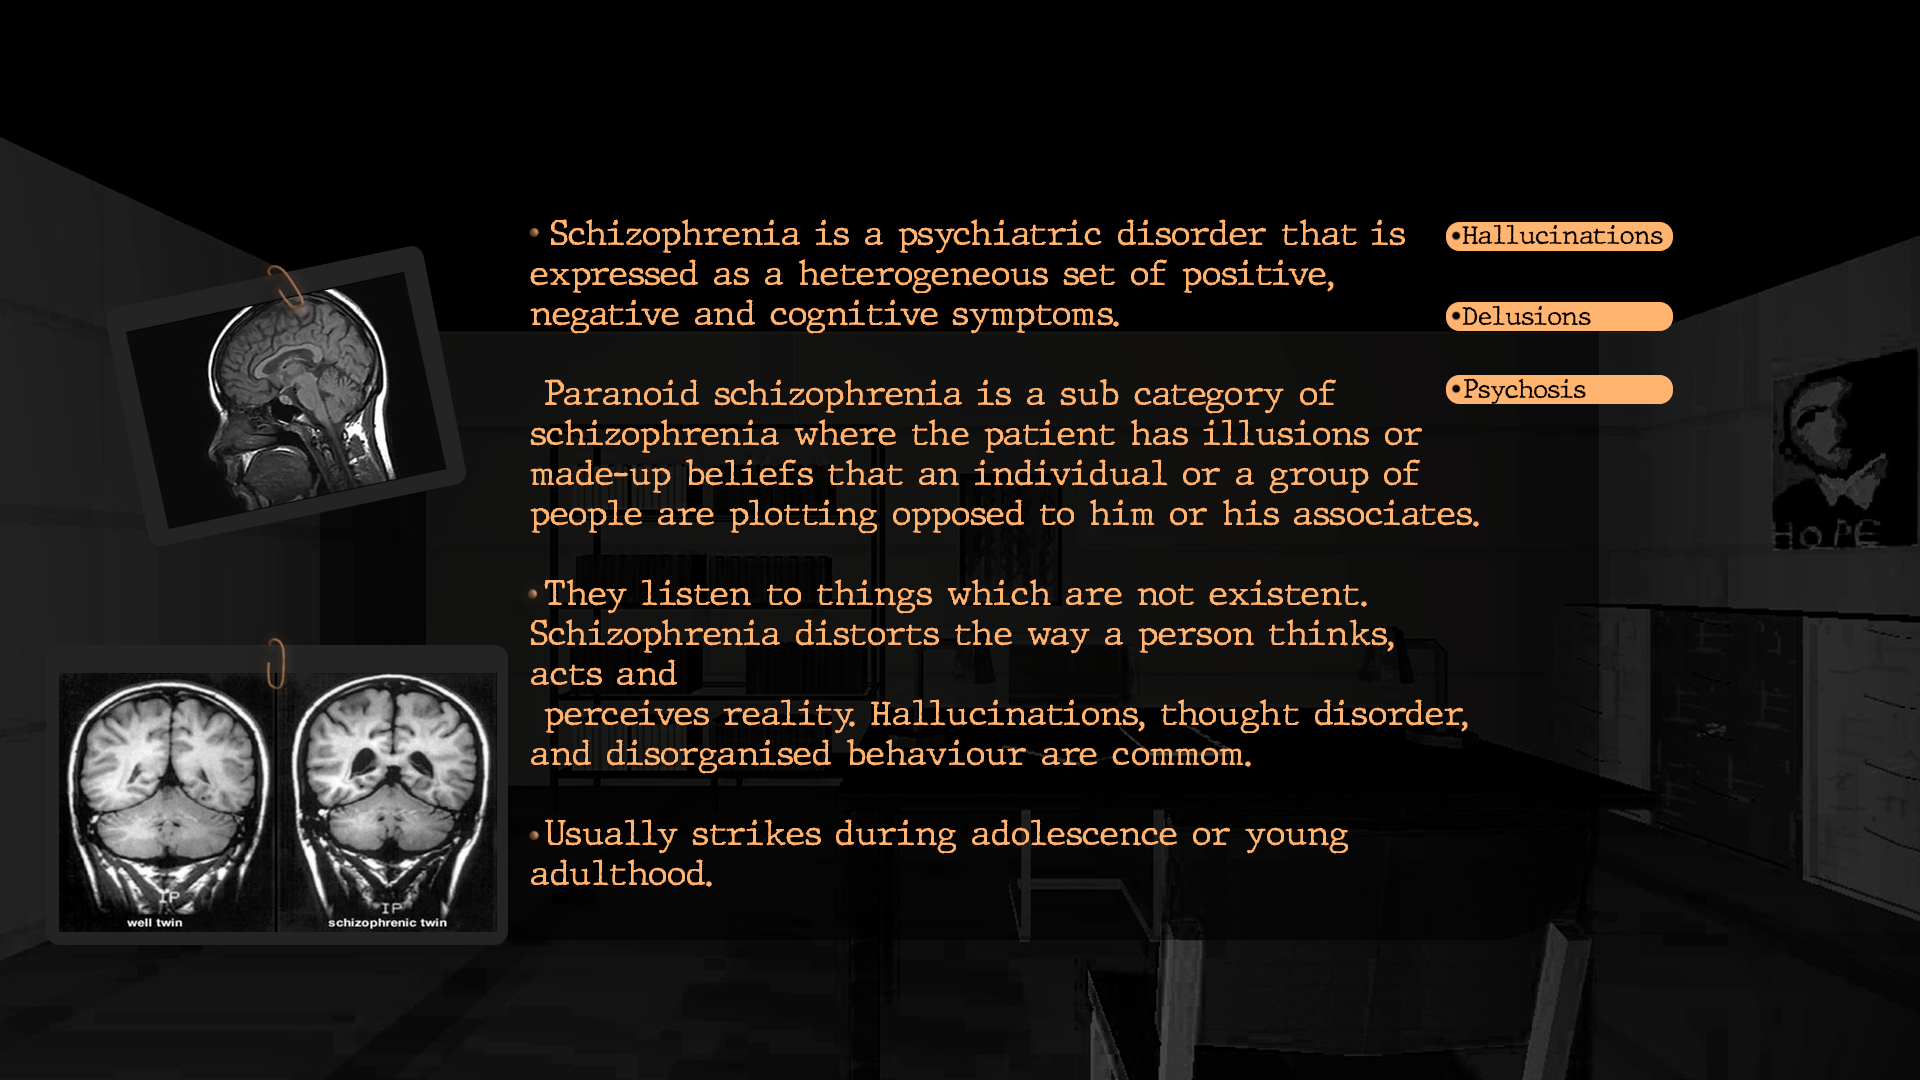 • Schizophrenia is a psychiatric disorder that is
expressed as a heterogeneous set of positive,
negative and cognitive symptoms.
Paranoid schizophrenia is a sub category of
schizophrenia where the patient has illusions or
made-up beliefs that an individual or a group of
people are plotting opposed to him or his associates.
•They listen to things which are not existent.
Schizophrenia distorts the way a person thinks,
acts and
perceives reality. Hallucinations, thought disorder,
and disorganised behaviour are commom.
•Usually strikes during adolescence or young
adulthood.
•Hallucinations
•Delusions
•Psychosis
HOPE
IP
well twin
IP
schizophrenic twin